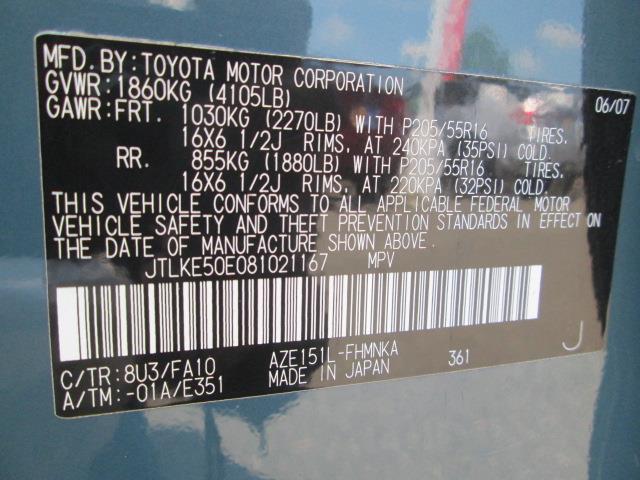 MFD.BY:TOYOTA MOTOR CORPORATION 06/07
GVWR:1860KG (4105LB)
GAWR:FRT. 1030KG (2270LB) WITH P205/55R16 TIRES,
16X6 1/2J RIMS, AT 240KPA (35PSI) COLD.
RR. 855KG (1880LB) WITH P205/55R16 TIRES,
16X6 1/2J RIMS, AT 220KPA (32PSI) COLD.
THIS VEHICLE CONFORMS TO ALL APPLICABLE FEDERAL MOTOR
VEHICLE SAFETY AND THEFT PREVENTION STANDARDS IN EFFECT ON
THE DATE OF MANUFACTURE SHOWN ABOVE.
JTLKE50E081021167 MPV
C/TR:8U3/FA10 AZE151L-FHMNKA 361 J
A/TM:-01A/E351 MADE IN JAPAN